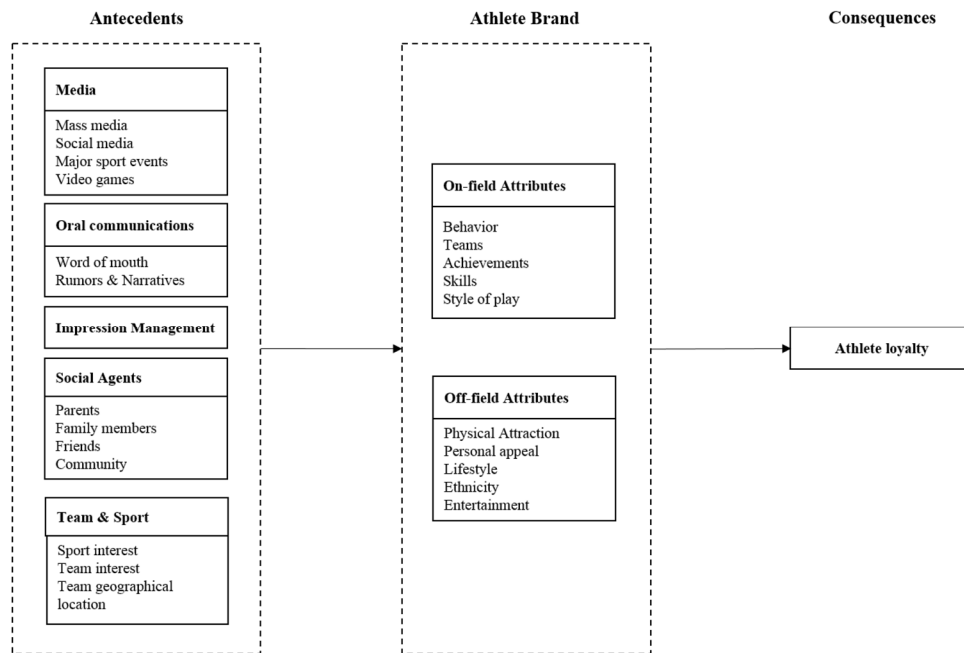 Antecedents
Athlete Brand
Consequences
Media
Mass media
Social media
Major sport events
Video games
Oral communications
Word of mouth
Rumors & Narratives
Impression Management
Social Agents
Parents
Family members
Friends
Community
Team & Sport
Sport interest
Team interest
Team geographical
location
On-field Attributes
Behavior
Teams
Achievements
Skills
Style of play
Off-field Attributes
Physical Attraction
Personal appeal
Lifestyle
Ethnicity
Entertainment
Athlete loyalty